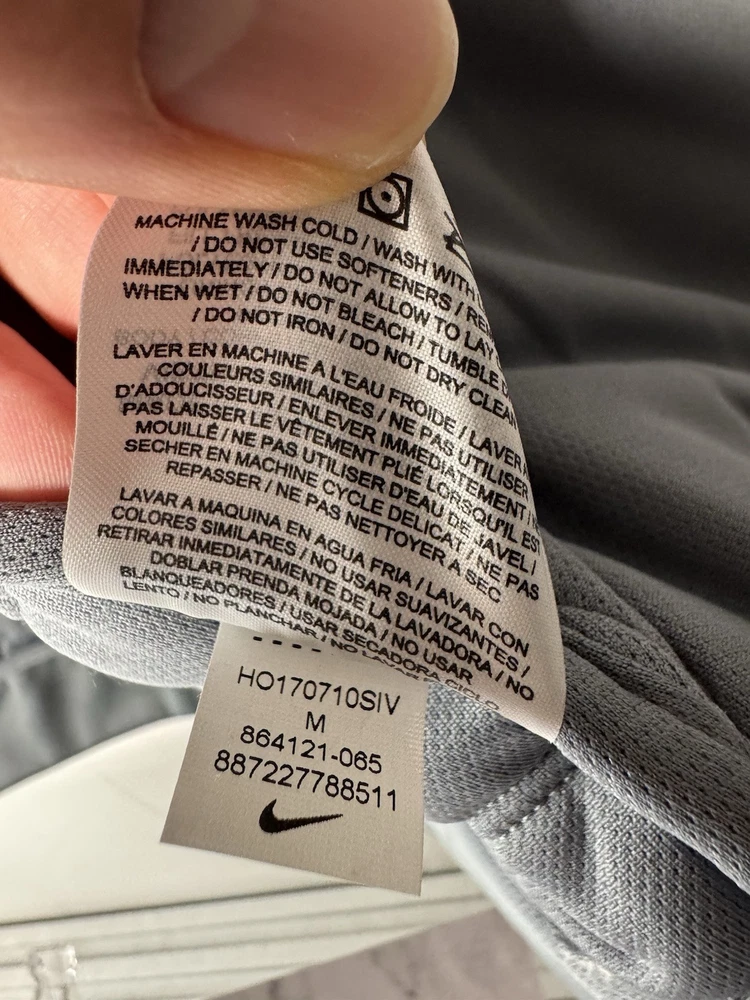 MACHINE WASH COLD / WASH WITH
/ DO NOT USE SOFTENERS /
IMMEDIATELY / DO NOT ALLOW TO LAY
WHEN WET / DO NOT BLEACH / TUMBLE
/ DO NOT IRON / DO NOT DRY CLEAN
LAVER EN MACHINE A L'EAU FROIDE / LAVER
COULEURS SIMILAIRES / NE PAS UTILISER
D'ADOUCISSEUR / ENLEVER IMMEDIATEMENT /
PAS LAISSER LE VÊTEMENT PLIÉ LORSQU'IL EST
MOUILLÉ / NE PAS UTILISER D'EAU DE JAVEL /
SECHER EN MACHINE CYCLE DELICAT / NE PAS
REPASSER / NE PAS NETTOYER A SEC
LAVAR A MAQUINA EN AGUA FRIA / LAVAR CON
COLORES SIMILARES / NO USAR SUAVIZANTES /
RETIRAR INMEDIATAMENTE DE LA LAVADORA / NO
DOBLAR PRENDA MOJADA / NO USAR
BLANQUEADORES / USAR SECADORA CICLO
LENTO / NO PLANCHAR / NO LAVAR
HO170710SIV
M
864121-065
887227788511